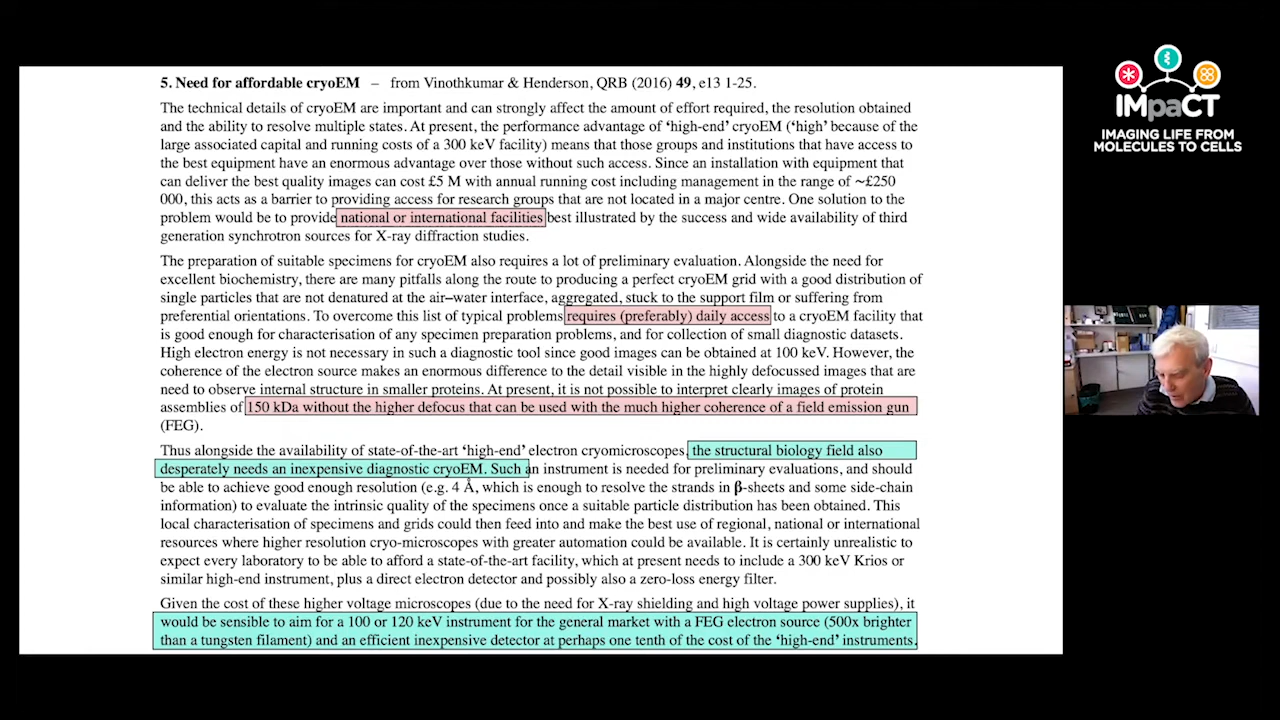 5. Need for affordable cryoEM – from Vinothkumar & Henderson, QRB (2016) 49, e13 1-25.
The technical details of cryoEM are important and can strongly affect the amount of effort required, the resolution obtained
and the ability to resolve multiple states. At present, the performance advantage of ‘high-end’ cryoEM (‘high’ because of the
large associated capital and running costs of a 300 keV facility) means that those groups and institutions that have access to
the best equipment have an enormous advantage over those without such access. Since an installation with equipment that
can deliver the best quality images can cost £5 M with annual running cost including management in the range of ~£250
000, this acts as a barrier to providing access for research groups that are not located in a major centre. One solution to the
problem would be to provide national or international facilities best illustrated by the success and wide availability of third
generation synchrotron sources for X-ray diffraction studies.
The preparation of suitable specimens for cryoEM also requires a lot of preliminary evaluation. Alongside the need for
excellent biochemistry, there are many pitfalls along the route to producing a perfect cryoEM grid with a good distribution of
single particles that are not denatured at the air–water interface, aggregated, stuck to the support film or suffering from
preferential orientations. To overcome this list of typical problems requires (preferably) daily access to a cryoEM facility that
is good enough for characterisation of any specimen preparation problems, and for collection of small diagnostic datasets.
High electron energy is not necessary in such a diagnostic tool since good images can be obtained at 100 keV. However, the
coherence of the electron source makes an enormous difference to the detail visible in the highly defocussed images that are
need to observe internal structure in smaller proteins. At present, it is not possible to interpret clearly images of protein
assemblies of 150 kDa without the higher defocus that can be used with the much higher coherence of a field emission gun
(FEG).
Thus alongside the availability of state-of-the-art ‘high-end’ electron cryomicroscopes, the structural biology field also
desperately needs an inexpensive diagnostic cryoEM. Such an instrument is needed for preliminary evaluations, and should
be able to achieve good enough resolution (e.g. 4 Å, which is enough to resolve the strands in β-sheets and some side-chain
information) to evaluate the intrinsic quality of the specimens once a suitable particle distribution has been obtained. This
local characterisation of specimens and grids could then feed into and make the best use of regional, national or international
resources where higher resolution cryo-microscopes with greater automation could be available. It is certainly unrealistic to
expect every laboratory to be able to afford a state-of-the-art facility, which at present needs to include a 300 keV Krios or
similar high-end instrument, plus a direct electron detector and possibly also a zero-loss energy filter.
Given the cost of these higher voltage microscopes (due to the need for X-ray shielding and high voltage power supplies), it
would be sensible to aim for a 100 or 120 keV instrument for the general market with a FEG electron source (500x brighter
than a tungsten filament) and an efficient inexpensive detector at perhaps one tenth of the cost of the ‘high-end’ instruments.
IMpaCT
IMAGING LIFE FROM
MOLECULES TO CELLS